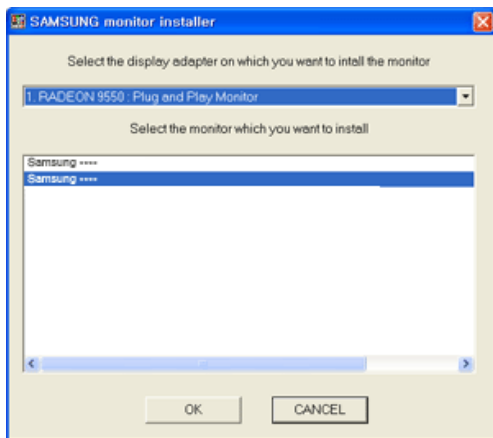 SAMSUNG monitor installer
Select the display adapter on which you want to intall the monitor
1. RADEON 9550 : Plug and Play Monitor
Select the monitor which you want to install
Samsung ----
Samsung ----
OK
CANCEL